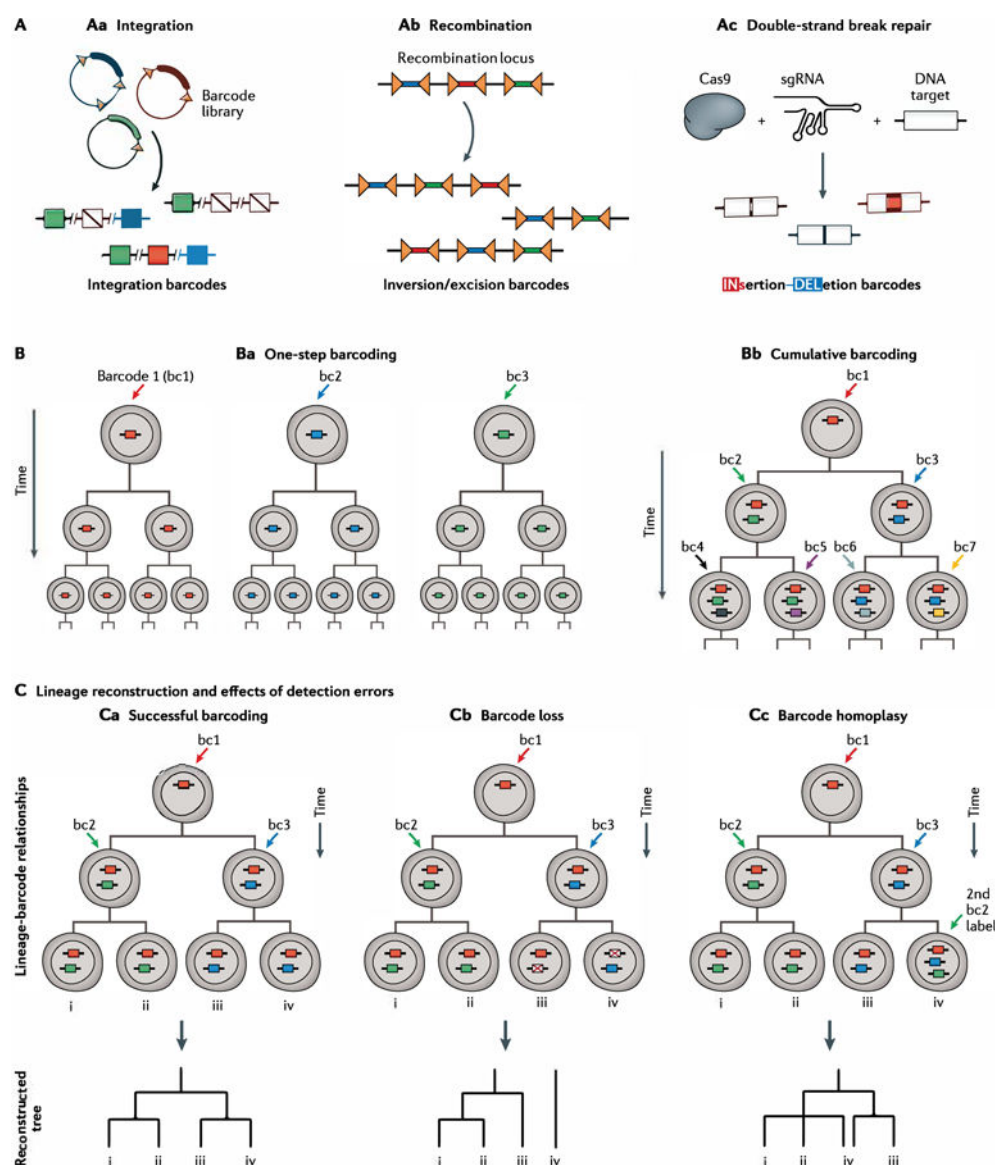 A
Aa Integration
Barcode
library
Integration barcodes
Ab Recombination
Recombination locus
Inversion/excision barcodes
Ac Double-strand break repair
Cas9
sgRNA
DNA
target
+
+
INsertion–DELetion barcodes
B
Ba One-step barcoding
Barcode 1 (bc1)
bc2
bc3
Time
Bb Cumulative barcoding
bc1
bc2
bc3
Time
bc4
bc5
bc6
bc7
C Lineage reconstruction and effects of detection errors
Lineage-barcode relationships
Ca Successful barcoding
bc1
Time
bc2
bc3
i
ii
iii
iv
Cb Barcode loss
bc1
Time
bc2
bc3
i
ii
iii
iv
Cc Barcode homoplasy
bc1
Time
bc2
bc3
2nd
bc2
label
i
ii
iii
iv
Reconstructed
tree
i
ii
iii
iv
i
ii
iii
iv
i
ii
iv
iii